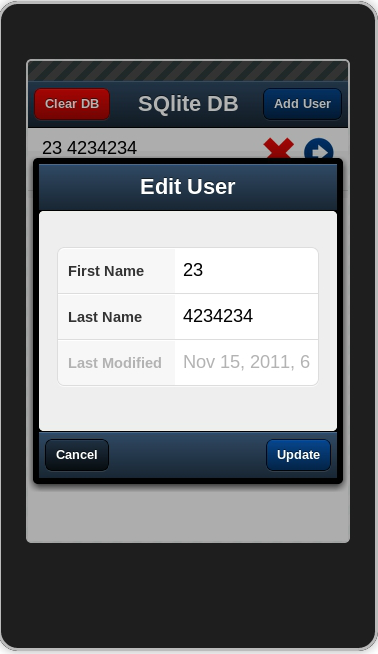 Clear DB SQlite DB Add User
23 4234234
Edit User
First Name 23
Last Name 4234234
Last Modified Nov 15, 2011, 6
Cancel Update